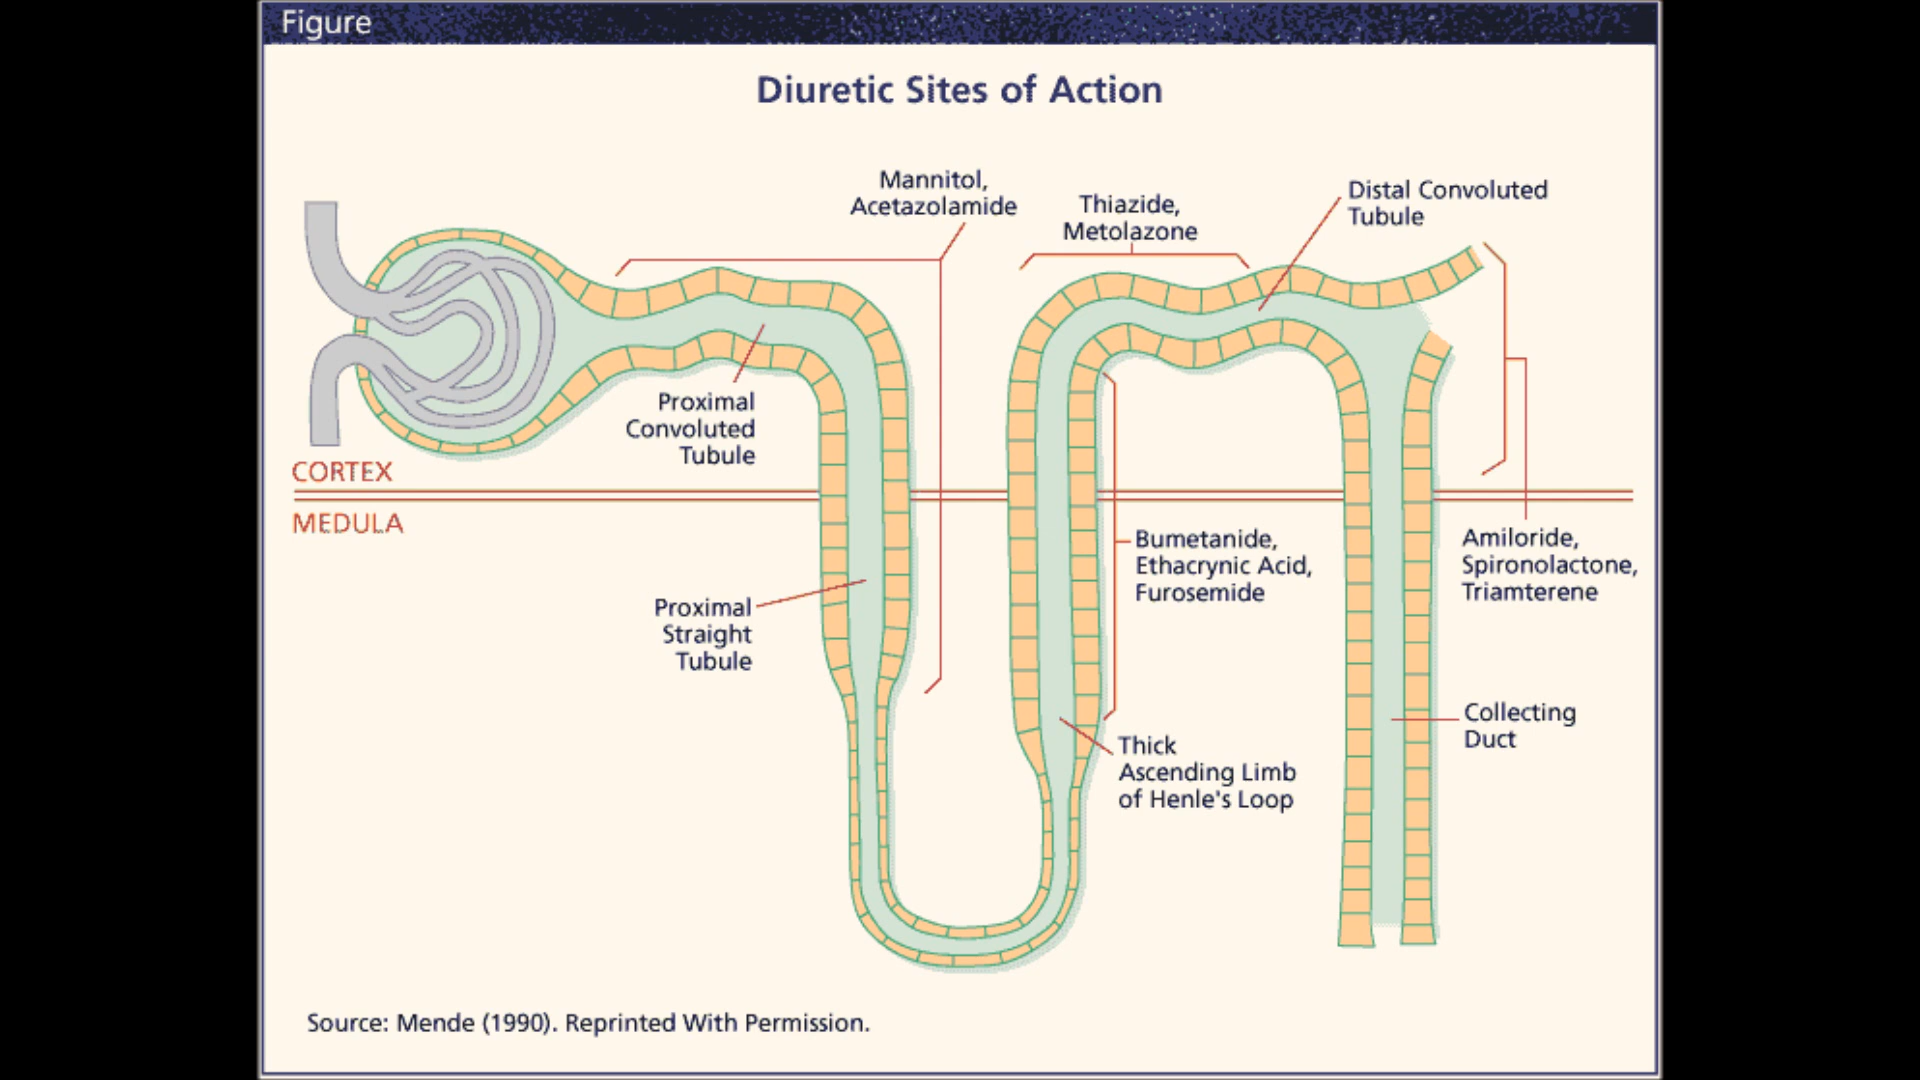 Figure
Diuretic Sites of Action
Mannitol,
Acetazolamide
Thiazide,
Metolazone
Distal Convoluted
Tubule
Proximal
Convoluted
Tubule
CORTEX
MEDULA
Bumetanide,
Ethacrynic Acid,
Furosemide
Amiloride,
Spironolactone,
Triamterene
Proximal
Straight
Tubule
Collecting
Duct
Thick
Ascending Limb
of Henle's Loop
Source: Mende (1990). Reprinted With Permission.